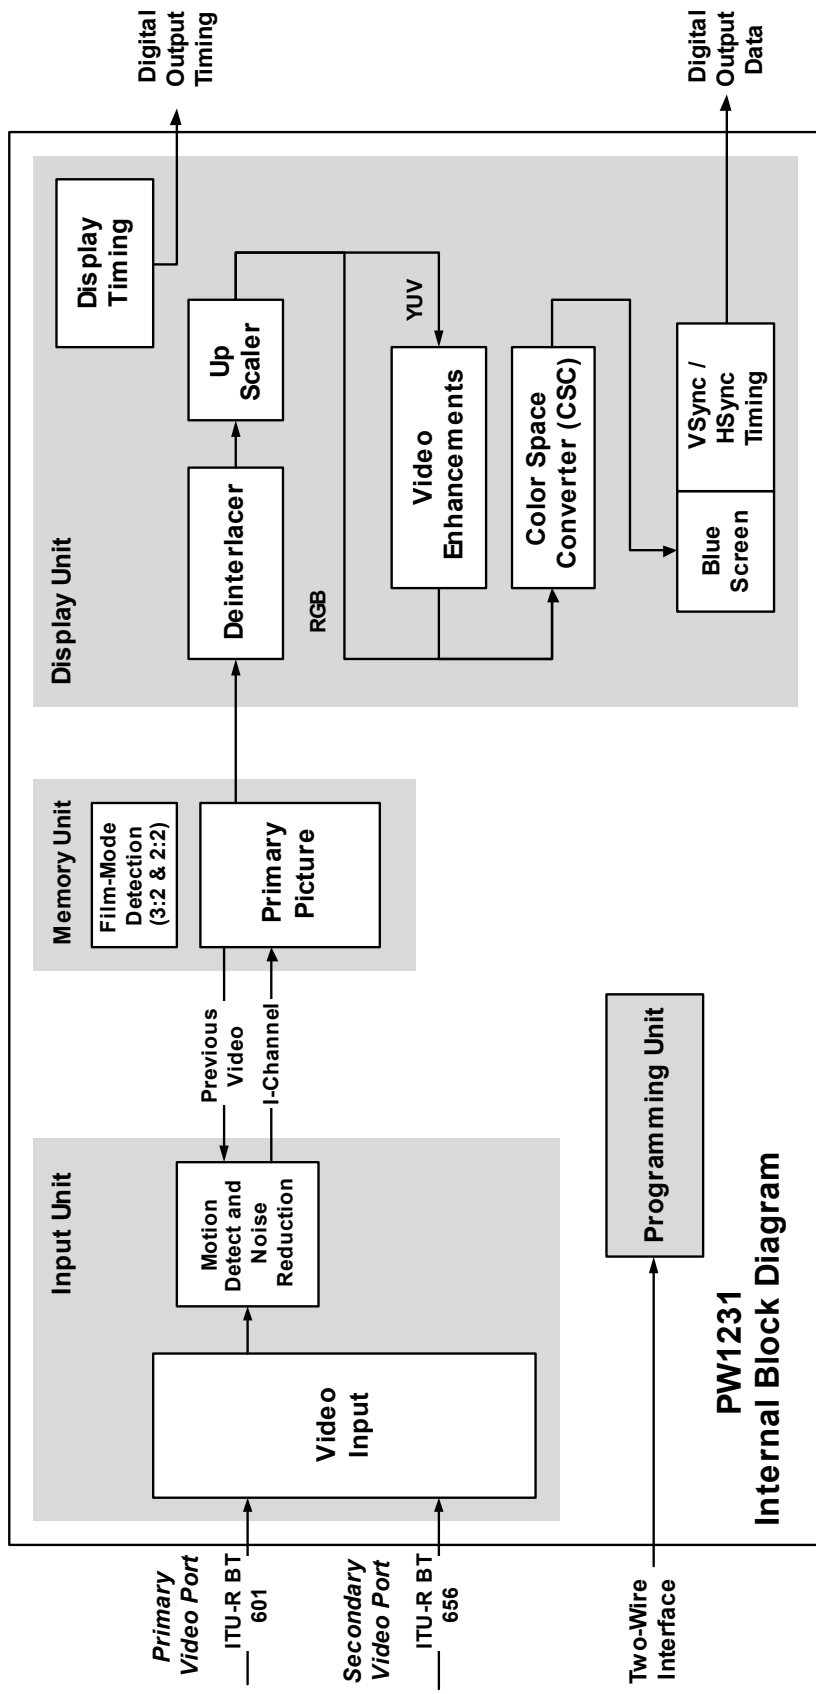 Primary
Video Port
ITU-R BT
601
Secondary
Video Port
ITU-R BT
656
Two-Wire
Interface
Input Unit
Video
Input
Motion
Detect and
Noise
Reduction
Previous
Video
I-Channel
Memory Unit
Film-Mode
Detection
(3:2 & 2:2)
Primary
Picture
Display Unit
Deinterlacer
Up
Scaler
Display
Timing
RGB
YUV
Video
Enhancements
Color Space
Converter (CSC)
Blue
Screen
VSync /
HSync
Timing
Digital
Output
Timing
Digital
Output
Data
Programming Unit
PW1231
Internal Block Diagram